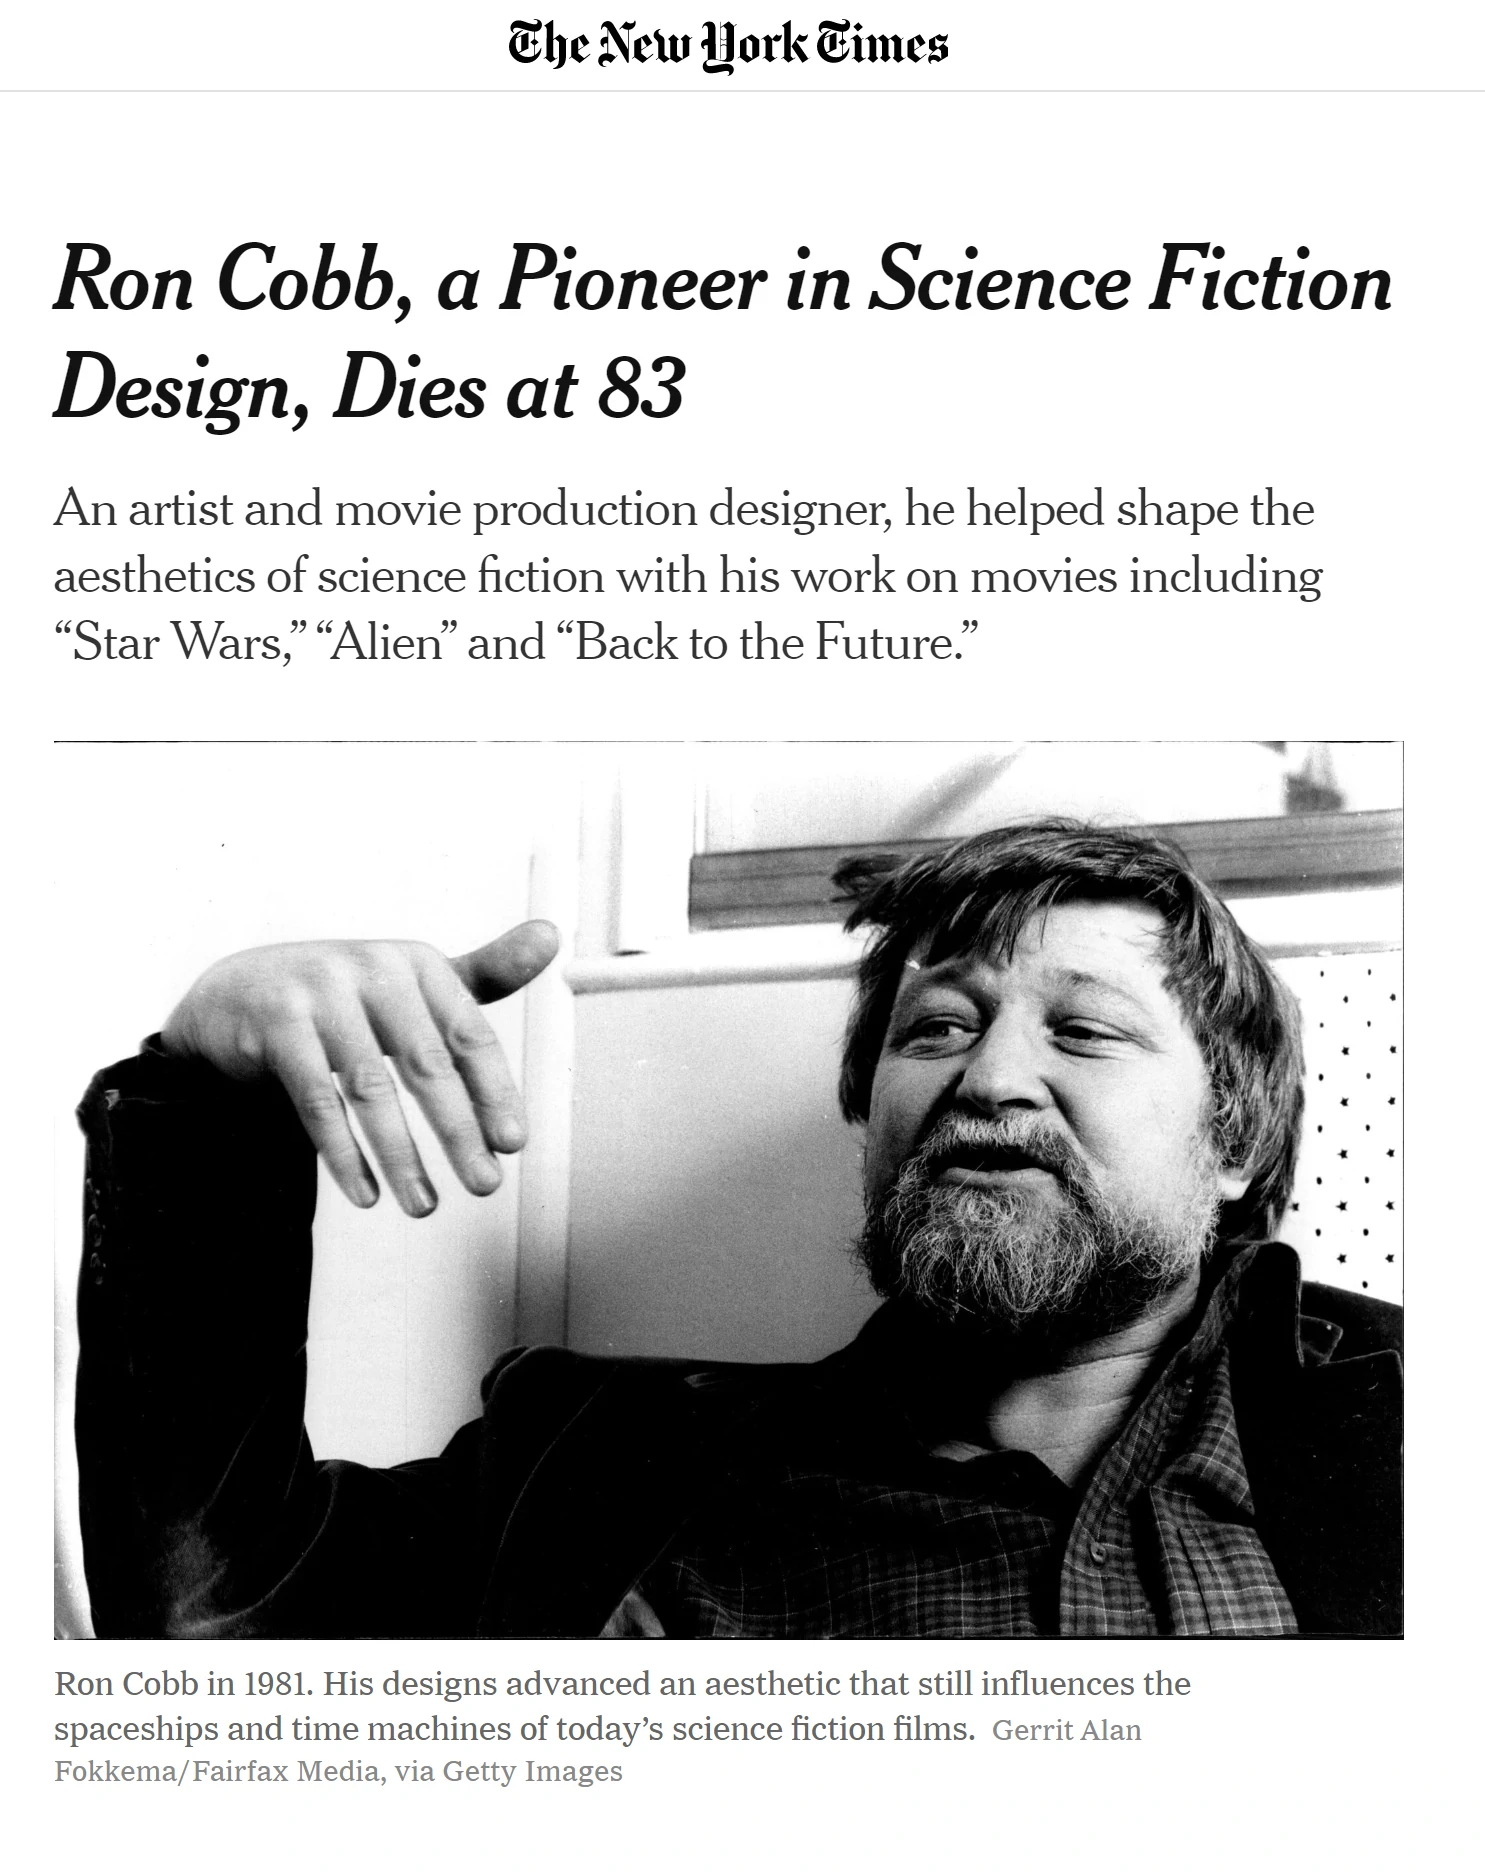 The New York Times
Ron Cobb, a Pioneer in Science Fiction
Design, Dies at 83
An artist and movie production designer, he helped shape the
aesthetics of science fiction with his work on movies including
“Star Wars,” “Alien” and “Back to the Future.”
Ron Cobb in 1981. His designs advanced an aesthetic that still influences the
spaceships and time machines of today’s science fiction films. Gerrit Alan
Fokkema/Fairfax Media, via Getty Images